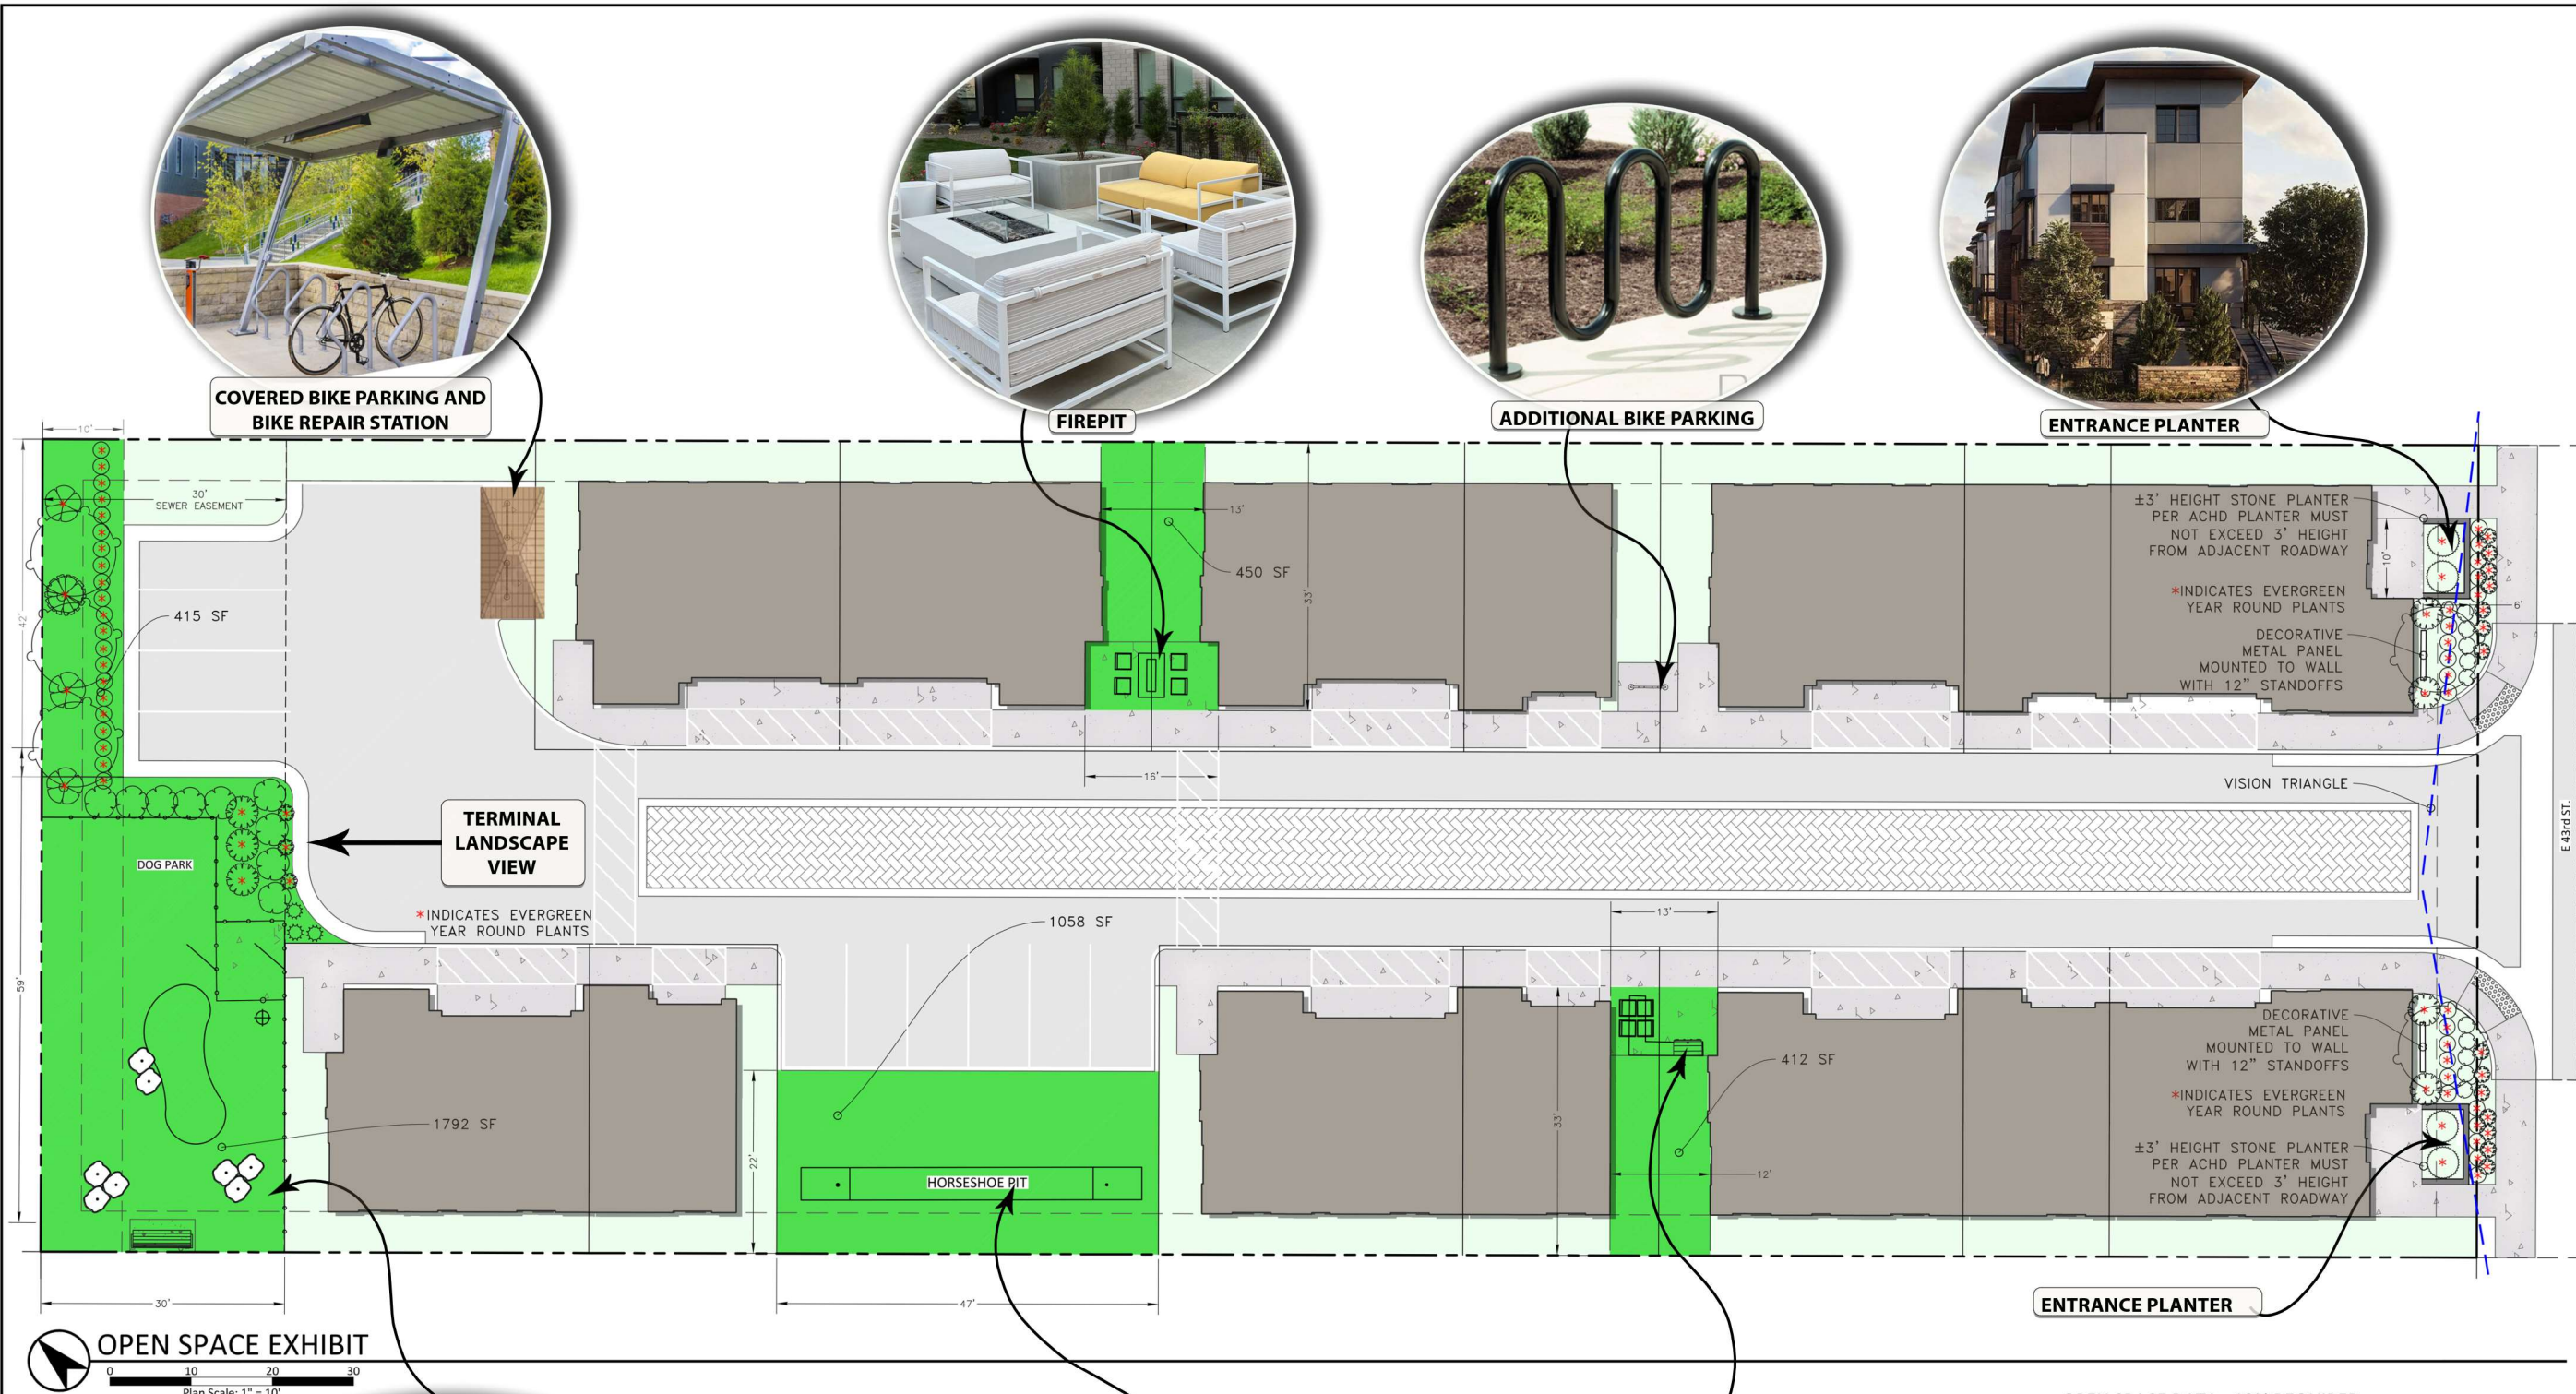 COVERED BIKE PARKING AND
BIKE REPAIR STATION
FIREPIT
ADDITIONAL BIKE PARKING
ENTRANCE PLANTER
10'
30'
SEWER EASEMENT
42'
415 SF
13'
450 SF
33'
±3' HEIGHT STONE PLANTER
PER ACHD PLANTER MUST
NOT EXCEED 3' HEIGHT
FROM ADJACENT ROADWAY
10'
*INDICATES EVERGREEN
YEAR ROUND PLANTS
6'
DECORATIVE
METAL PANEL
MOUNTED TO WALL
WITH 12" STANDOFFS
16'
VISION TRIANGLE
E 43rd ST.
TERMINAL
LANDSCAPE
VIEW
DOG PARK
*INDICATES EVERGREEN
YEAR ROUND PLANTS
1058 SF
13'
59'
DECORATIVE
METAL PANEL
MOUNTED TO WALL
WITH 12" STANDOFFS
412 SF
33'
*INDICATES EVERGREEN
YEAR ROUND PLANTS
1792 SF
22'
±3' HEIGHT STONE PLANTER
PER ACHD PLANTER MUST
NOT EXCEED 3' HEIGHT
FROM ADJACENT ROADWAY
HORSESHOE PIT
12'
30'
47'
ENTRANCE PLANTER
OPEN SPACE EXHIBIT
0 10 20 30
Plan Scale: 1" = 10'